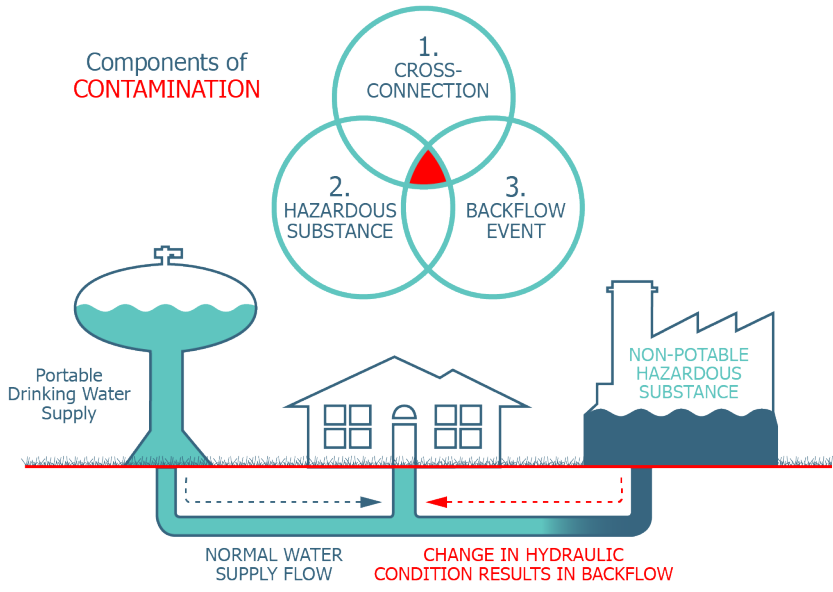 Components of
CONTAMINATION
1.
CROSS-
CONNECTION
2.
HAZARDOUS
SUBSTANCE
3.
BACKFLOW
EVENT
Portable
Drinking Water
Supply
NON-POTABLE
HAZARDOUS
SUBSTANCE
NORMAL WATER
SUPPLY FLOW
CHANGE IN HYDRAULIC
CONDITION RESULTS IN BACKFLOW